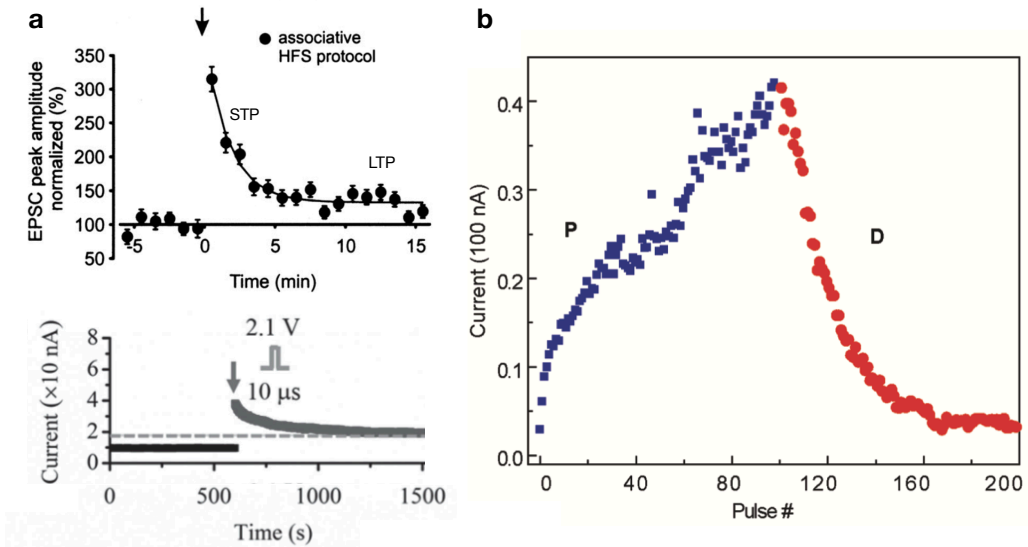 a
associative
HFS protocol
EPSC peak amplitude
normalized (%)
350
300
250
200
150
100
50
STP
LTP
-5
0
5
10
15
Time (min)
2.1 V
10 µs
Current (×10 nA)
8
6
4
2
0
0
500
1000
1500
Time (s)
b
Current (100 nA)
0.4
0.3
0.2
0.1
0.0
P
D
0
40
80
120
160
200
Pulse #